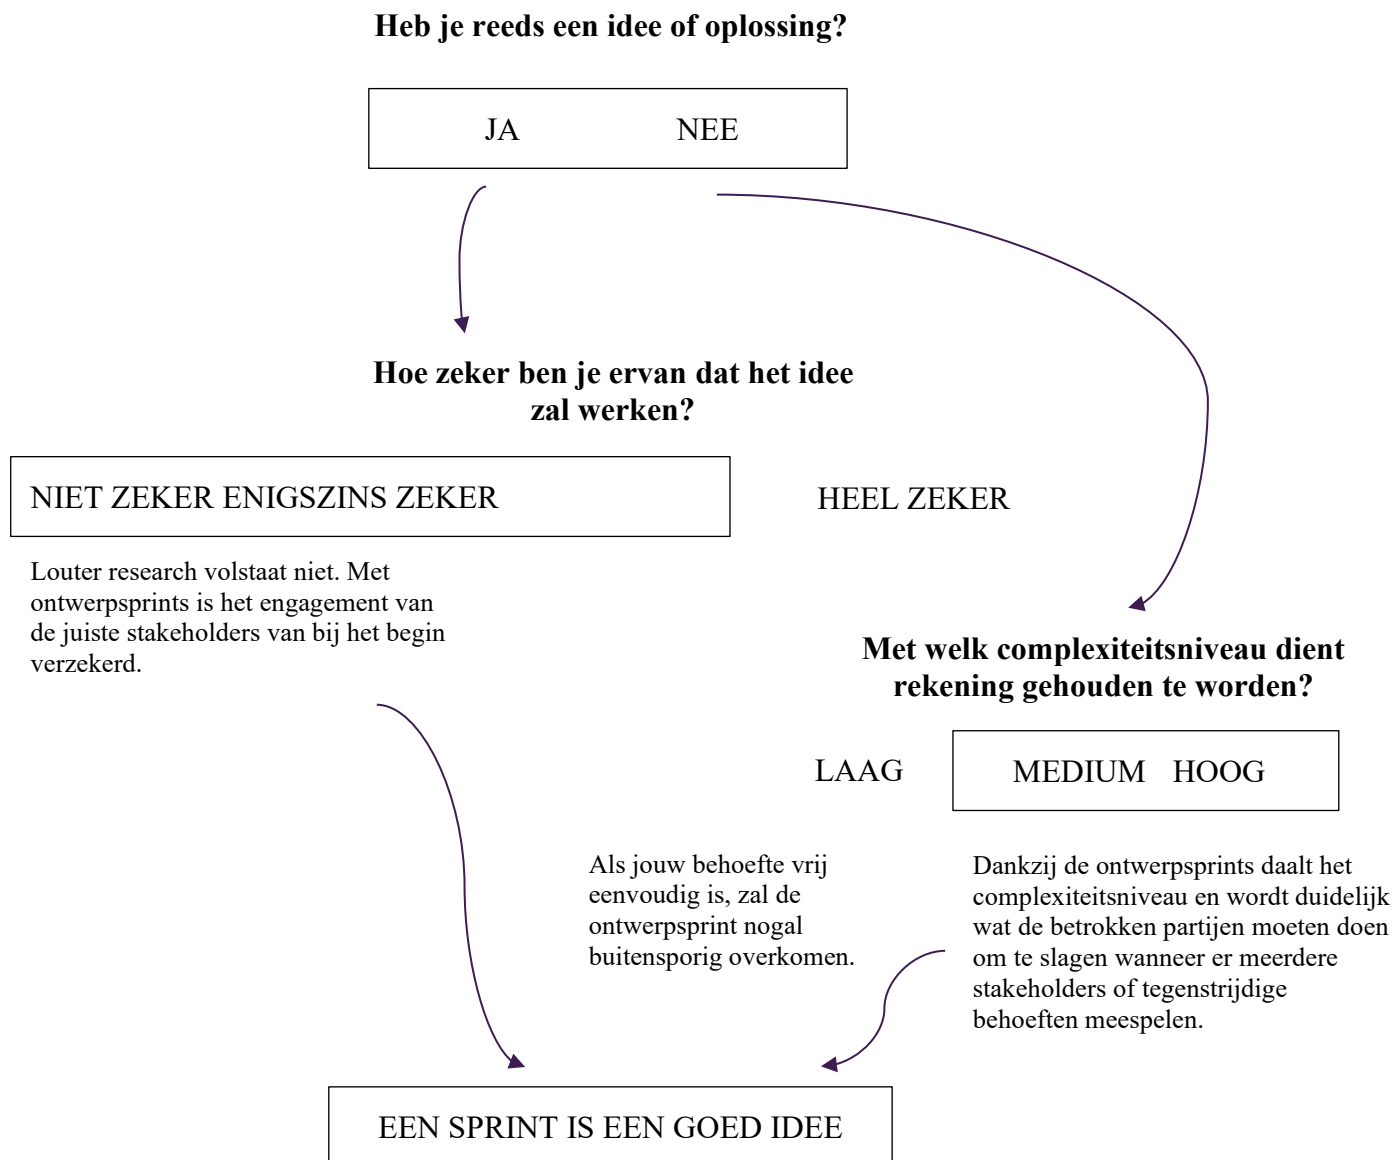 Heb je reeds een idee of oplossing?
JA NEE
Hoe zeker ben je ervan dat het idee
zal werken?
NIET ZEKER ENIGSZINS ZEKER
HEEL ZEKER
Louter research volstaat niet. Met
ontwerpsprints is het engagement van
de juiste stakeholders van bij het begin
verzekerd.
Met welk complexiteitsniveau dient
rekening gehouden te worden?
LAAG
MEDIUM HOOG
Als jouw behoefte vrij
eenvoudig is, zal de
ontwerpsprint nogal
buitensporig overkomen.
Dankzij de ontwerpsprints daalt het
complexiteitsniveau en wordt duidelijk
wat de betrokken partijen moeten doen
om te slagen wanneer er meerdere
stakeholders of tegenstrijdige
behoeften meespelen.
EEN SPRINT IS EEN GOED IDEE